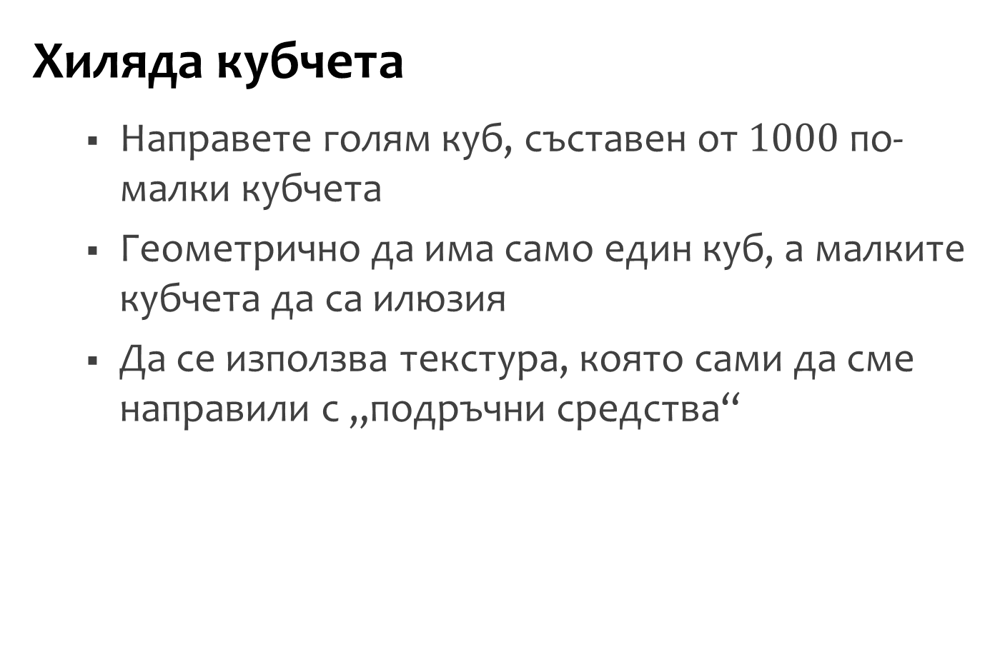 Хиляда кубчета
▪ Направете голям куб, съставен от 1000 по-
малки кубчета
▪ Геометрично да има само един куб, а малките
кубчета да са илюзия
▪ Да се използва текстура, която сами да сме
направили с „подръчни средства“